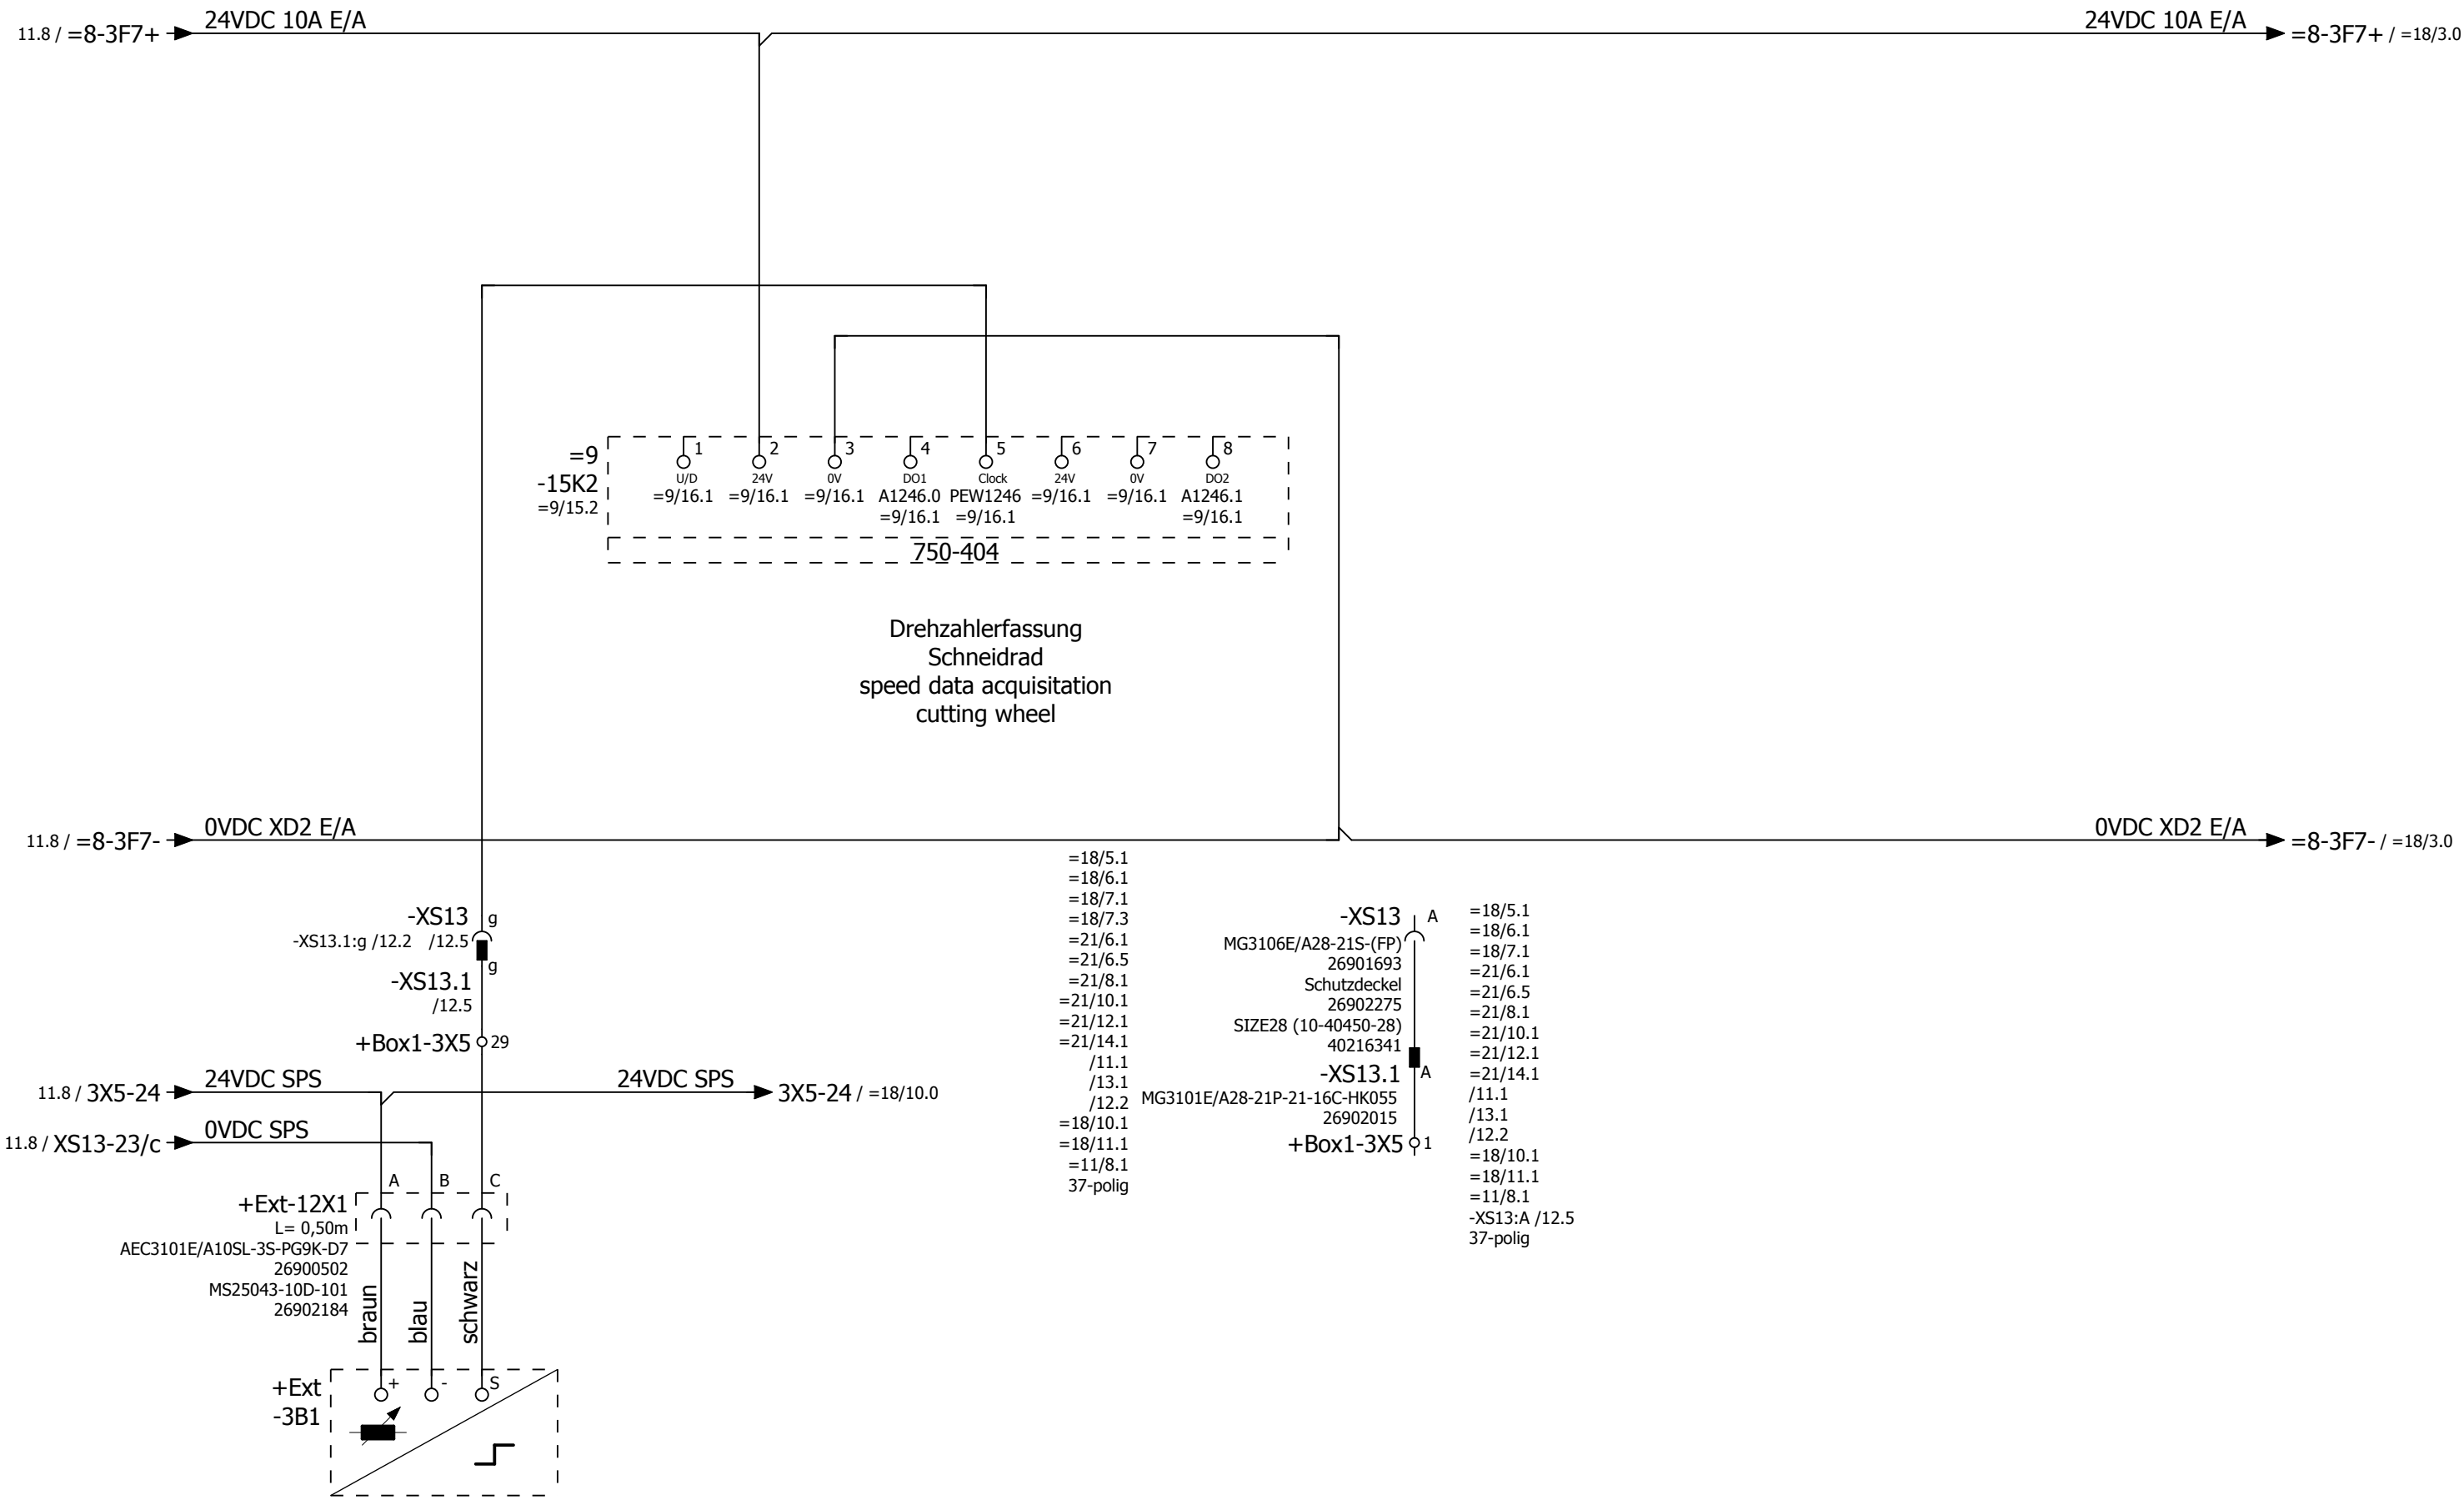 24VDC 10A E/A
24VDC 10A E/A
11.8 / =8-3F7+
=8-3F7+ / =18/3.0
=9
-15K2
=9/15.2
1 2 3 4 5 6 7 8
U/D 24V 0V DO1 Clock 24V 0V DO2
=9/16.1 =9/16.1 =9/16.1 A1246.0 PEW1246 =9/16.1 =9/16.1 A1246.1
=9/16.1 =9/16.1 =9/16.1
750-404
Drehzahlerfassung
Schneidrad
speed data acquisitation
cutting wheel
0VDC XD2 E/A
0VDC XD2 E/A
11.8 / =8-3F7-
=8-3F7- / =18/3.0
-XS13 g
-XS13.1:g /12.2 /12.5
g
-XS13.1
/12.5
+Box1-3X5 29
24VDC SPS
24VDC SPS
11.8 / 3X5-24
3X5-24 / =18/10.0
0VDC SPS
11.8 / XS13-23/c
A B C
+Ext-12X1
L= 0,50m
AEC3101E/A10SL-3S-PG9K-D7
26900502
MS25043-10D-101
26902184
braun
blau
schwarz
+ - S
+Ext
-3B1
=18/5.1
=18/6.1
=18/7.1
=18/7.3
=21/6.1
=21/6.5
=21/8.1
=21/10.1
=21/12.1
=21/14.1
/11.1
/13.1
/12.2
=18/10.1
=18/11.1
=11/8.1
37-polig
-XS13 A
MG3106E/A28-21S-(FP)
26901693
Schutzdeckel
26902275
SIZE28 (10-40450-28)
40216341
-XS13.1 A
MG3101E/A28-21P-21-16C-HK055
26902015
+Box1-3X5 1
=18/5.1
=18/6.1
=18/7.1
=21/6.1
=21/6.5
=21/8.1
=21/10.1
=21/12.1
=21/14.1
/11.1
/13.1
/12.2
=18/10.1
=18/11.1
=11/8.1
-XS13:A /12.5
37-polig